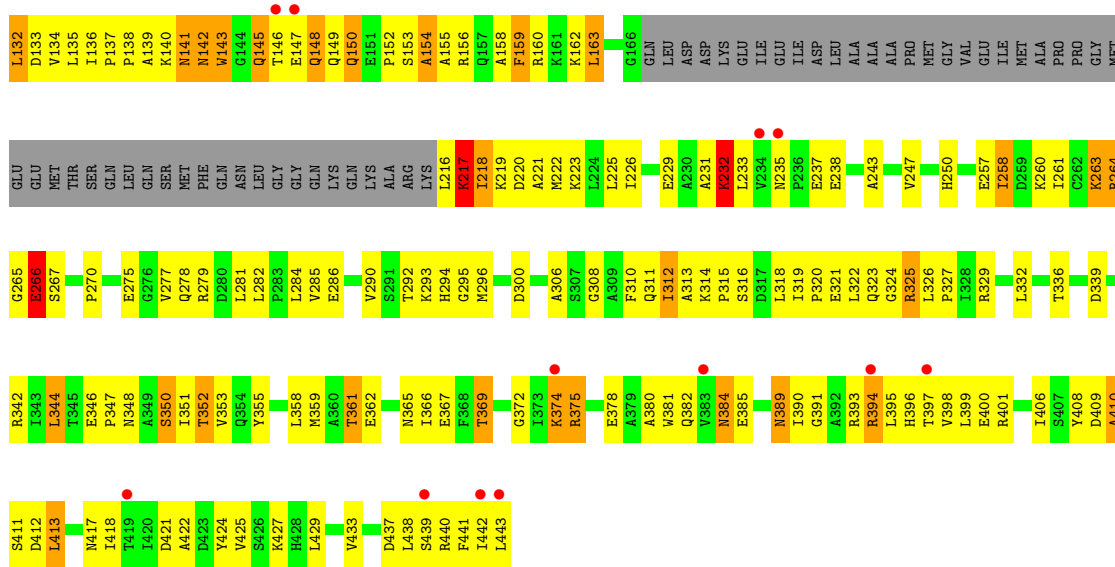 L132 D133 V134 L135 I136 P137 P138 A139 K140 N141 N142 W143 G144 Q145 T146 E147 Q148 Q149 Q150 E151 P152 S153 A154 A155 R156 Q157 A158 F159 R160 K161 K162 L163 G166 GLN LEU ASP ASP LYS GLU ILE GLU ILE ASP LEU ALA ALA ALA PRO MET GLY VAL GLU ILE MET ALA PRO PRO GLY MET
GLU GLU MET THR SER GLN LEU GLN SER MET PHE GLN ASN LEU GLY GLY GLN LYS GLN LYS ALA ARG LYS L216 K217 I218 K219 D220 A221 M222 K223 L224 L225 I226 E229 A230 A231 K232 L233 V234 N235 P236 E237 E238 A243 V247 H250 E257 I258 D259 K260 I261 C262 K263 R264
G265 E266 S267 P270 E275 G276 V277 Q278 R279 D280 L281 L282 P283 L284 V285 E286 V290 S291 T292 K293 H294 G295 M296 D300 A306 S307 G308 A309 F310 Q311 I312 A313 K314 P315 S316 D317 L318 I319 P320 E321 L322 Q323 G324 R325 L326 P327 I328 R329 L332 T336 D339
R342 I343 L344 T345 E346 P347 N348 A349 S350 I351 T352 V353 Q354 Y355 L358 M359 A360 T361 E362 N365 I366 E367 F368 T369 G372 I373 K374 R375 E378 A379 A380 W381 Q382 V383 N384 E385 N389 I390 G391 A392 R393 R394 L395 H396 T397 V398 L399 E400 R401 I406 S407 Y408 D409 A410
S411 D412 L413 N417 I418 T419 I420 D421 A422 D423 Y424 V425 S426 K427 H428 L429 V433 D437 L438 S439 R440 F441 I442 L443